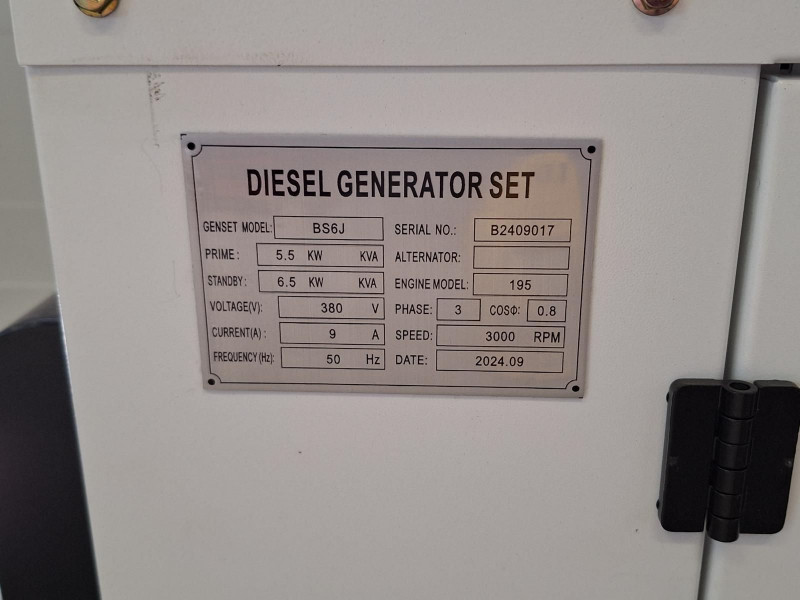 DIESEL GENERATOR SET
GENSET MODEL: BS6J SERIAL NO.: B2409017
PRIME: 5.5 KW KVA ALTERNATOR:
STANDBY: 6.5 KW KVA ENGINE MODEL: 195
VOLTAGE(V): 380 V PHASE: 3 COSΦ: 0.8
CURRENT(A): 9 A SPEED: 3000 RPM
FREQUENCY(Hz): 50 Hz DATE: 2024.09